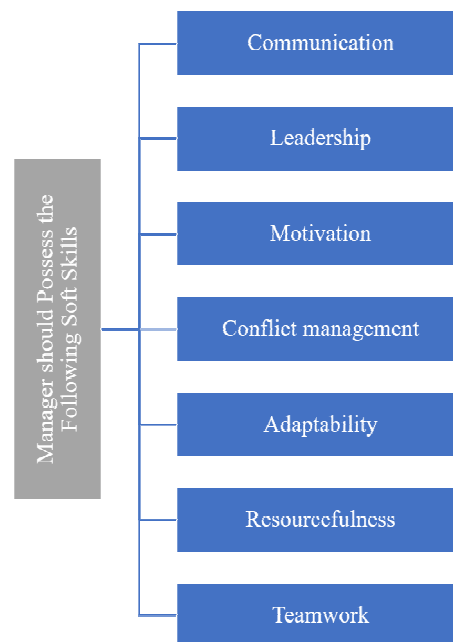 Manager should Possess the
Following Soft Skills
Communication
Leadership
Motivation
Conflict management
Adaptability
Resourcefulness
Teamwork